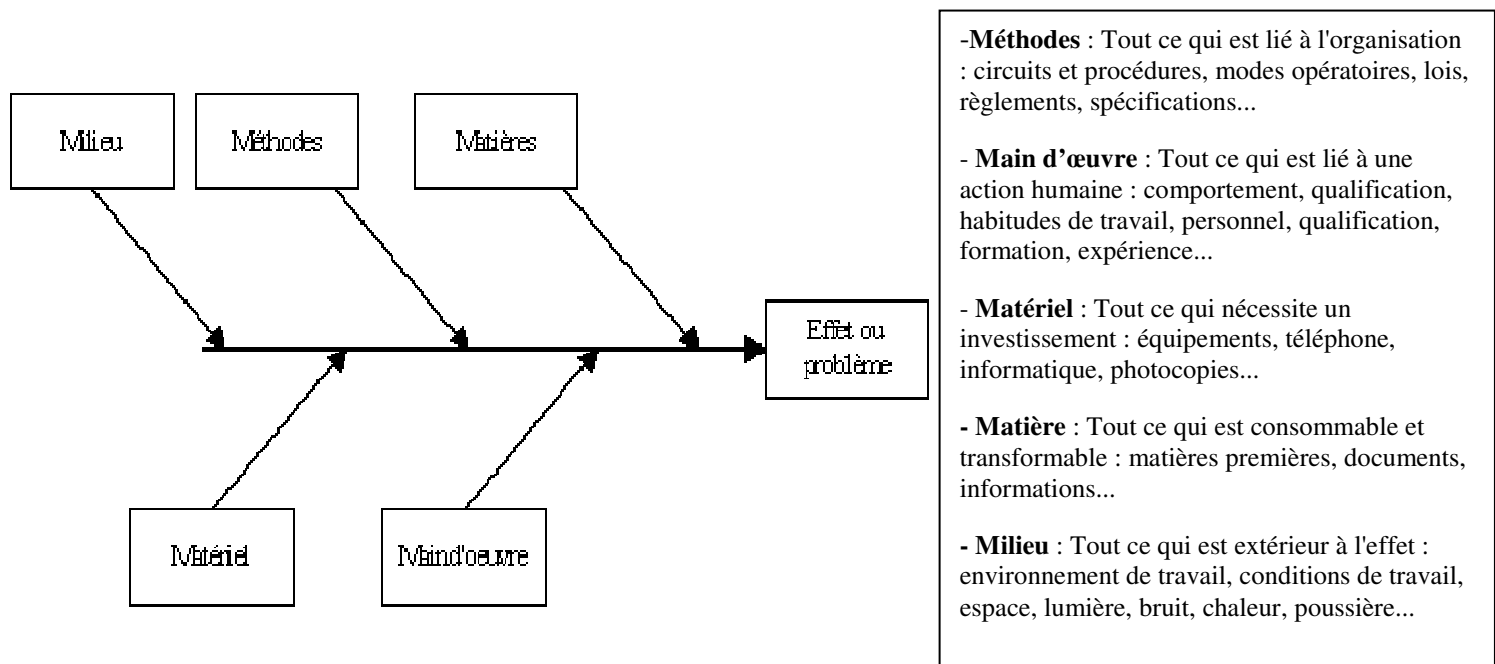 Milieu
Méthodes
Matières
Effet ou
problème
Matériel
Main d'oeuvre
-Méthodes : Tout ce qui est lié à l'organisation
: circuits et procédures, modes opératoires, lois,
règlements, spécifications...
- Main d’œuvre : Tout ce qui est lié à une
action humaine : comportement, qualification,
habitudes de travail, personnel, qualification,
formation, expérience...
- Matériel : Tout ce qui nécessite un
investissement : équipements, téléphone,
informatique, photocopies...
- Matière : Tout ce qui est consommable et
transformable : matières premières, documents,
informations...
- Milieu : Tout ce qui est extérieur à l'effet :
environnement de travail, conditions de travail,
espace, lumière, bruit, chaleur, poussière...